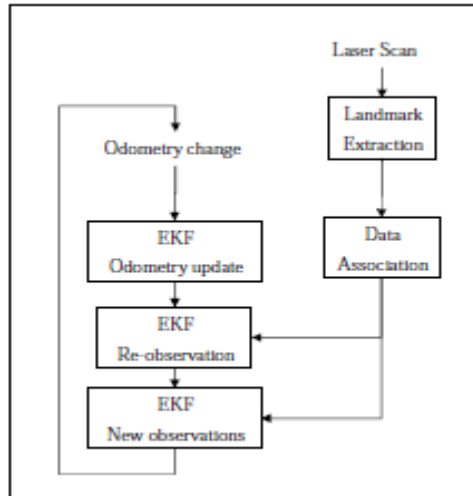 Laser Scan
Landmark
Extraction
Odometry change
EKF
Odometry update
Data
Association
EKF
Re-observation
EKF
New observations